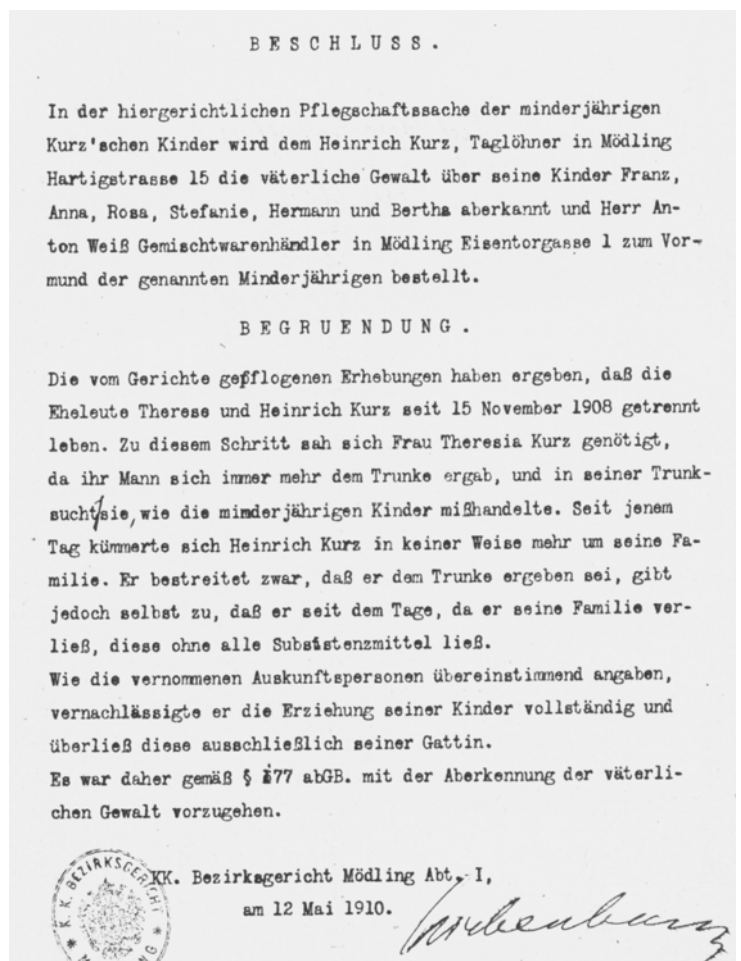 BESCHLUSS.
In der hiergerichtlichen Pflegschaftssache der minderjährigen
Kurz'schen Kinder wird dem Heinrich Kurz, Taglöhner in Mödling
Hartigstrasse 15 die väterliche Gewalt über seine Kinder Franz,
Anna, Rosa, Stefanie, Hermann und Bertha aberkannt und Herr An-
ton Weiß Gemischtwarenhändler in Mödling Eisentorgasse 1 zum Vor-
mund der genannten Minderjährigen bestellt.
BEGRUENDUNG.
Die vom Gerichte gepflogenen Erhebungen haben ergeben, daß die
Eheleute Therese und Heinrich Kurz seit 15 November 1908 getrennt
leben. Zu diesem Schritt sah sich Frau Theresia Kurz genötigt,
da ihr Mann sich immer mehr dem Trunke ergab, und in seiner Trunk-
sucht/sie, wie die minderjährigen Kinder mißhandelte. Seit jenem
Tag kümmerte sich Heinrich Kurz in keiner Weise mehr um seine Fa-
milie. Er bestreitet zwar, daß er dem Trunke ergeben sei, gibt
jedoch selbst zu, daß er seit dem Tage, da er seine Familie ver-
ließ, diese ohne alle Subsistenzmittel ließ.
Wie die vernommenen Auskunftspersonen übereinstimmend angaben,
vernachlässigte er die Erziehung seiner Kinder vollständig und
überließ diese ausschließlich seiner Gattin.
Es war daher gemäß § 177 abGB. mit der Aberkennung der väterli-
chen Gewalt vorzugehen.
KK. Bezirksgericht Mödling Abt. I,
am 12 Mai 1910.
K. K. BEZIRKSGERICHT